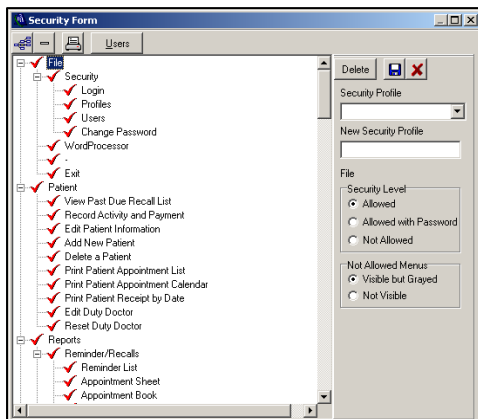 Security Form
Users
File
Security
Login
Profiles
Users
Change Password
WordProcessor
-
Exit
Patient
View Past Due Recall List
Record Activity and Payment
Edit Patient Information
Add New Patient
Delete a Patient
Print Patient Appointment List
Print Patient Appointment Calendar
Print Patient Receipt by Date
Edit Duty Doctor
Reset Duty Doctor
Reports
Reminder/Recalls
Reminder List
Appointment Sheet
Appointment Book
Delete
Security Profile
New Security Profile
File
Security Level
Allowed
Allowed with Password
Not Allowed
Not Allowed Menus
Visible but Grayed
Not Visible